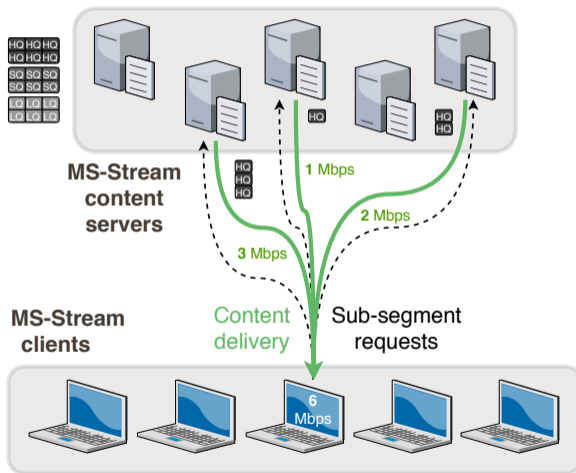 HQ HQ HQ
HQ HQ HQ
SQ SQ SQ
SQ SQ SQ
LQ LQ LQ
LQ LQ LQ
HQ
HQ
HQ
HQ
HQ
HQ
MS-Stream
content
servers
1 Mbps
2 Mbps
3 Mbps
MS-Stream
clients
Content
delivery
Sub-segment
requests
6
Mbps